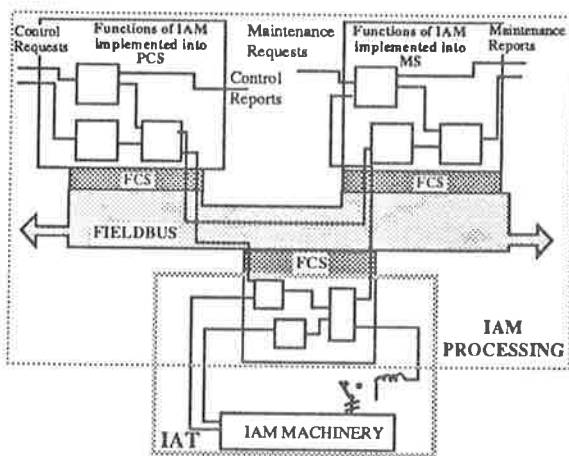 Control
Requests
Functions of IAM
implemented into
PCS
Control
Reports
Maintenance
Requests
Functions of IAM
implemented into
MS
Maintenance
Reports
FCS
FCS
FIELDBUS
FCS
IAM
PROCESSING
IAT
IAM MACHINERY